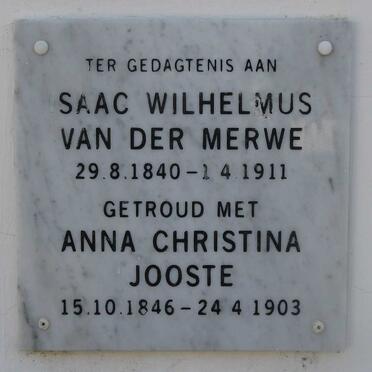 TER GEDAGTENIS AAN
SAAC WILHELMUS
VAN DER MERWE
29.8.1840 – 1 4 1911
GETROUD MET
ANNA CHRISTINA
JOOSTE
15.10.1846 – 24 4 1903